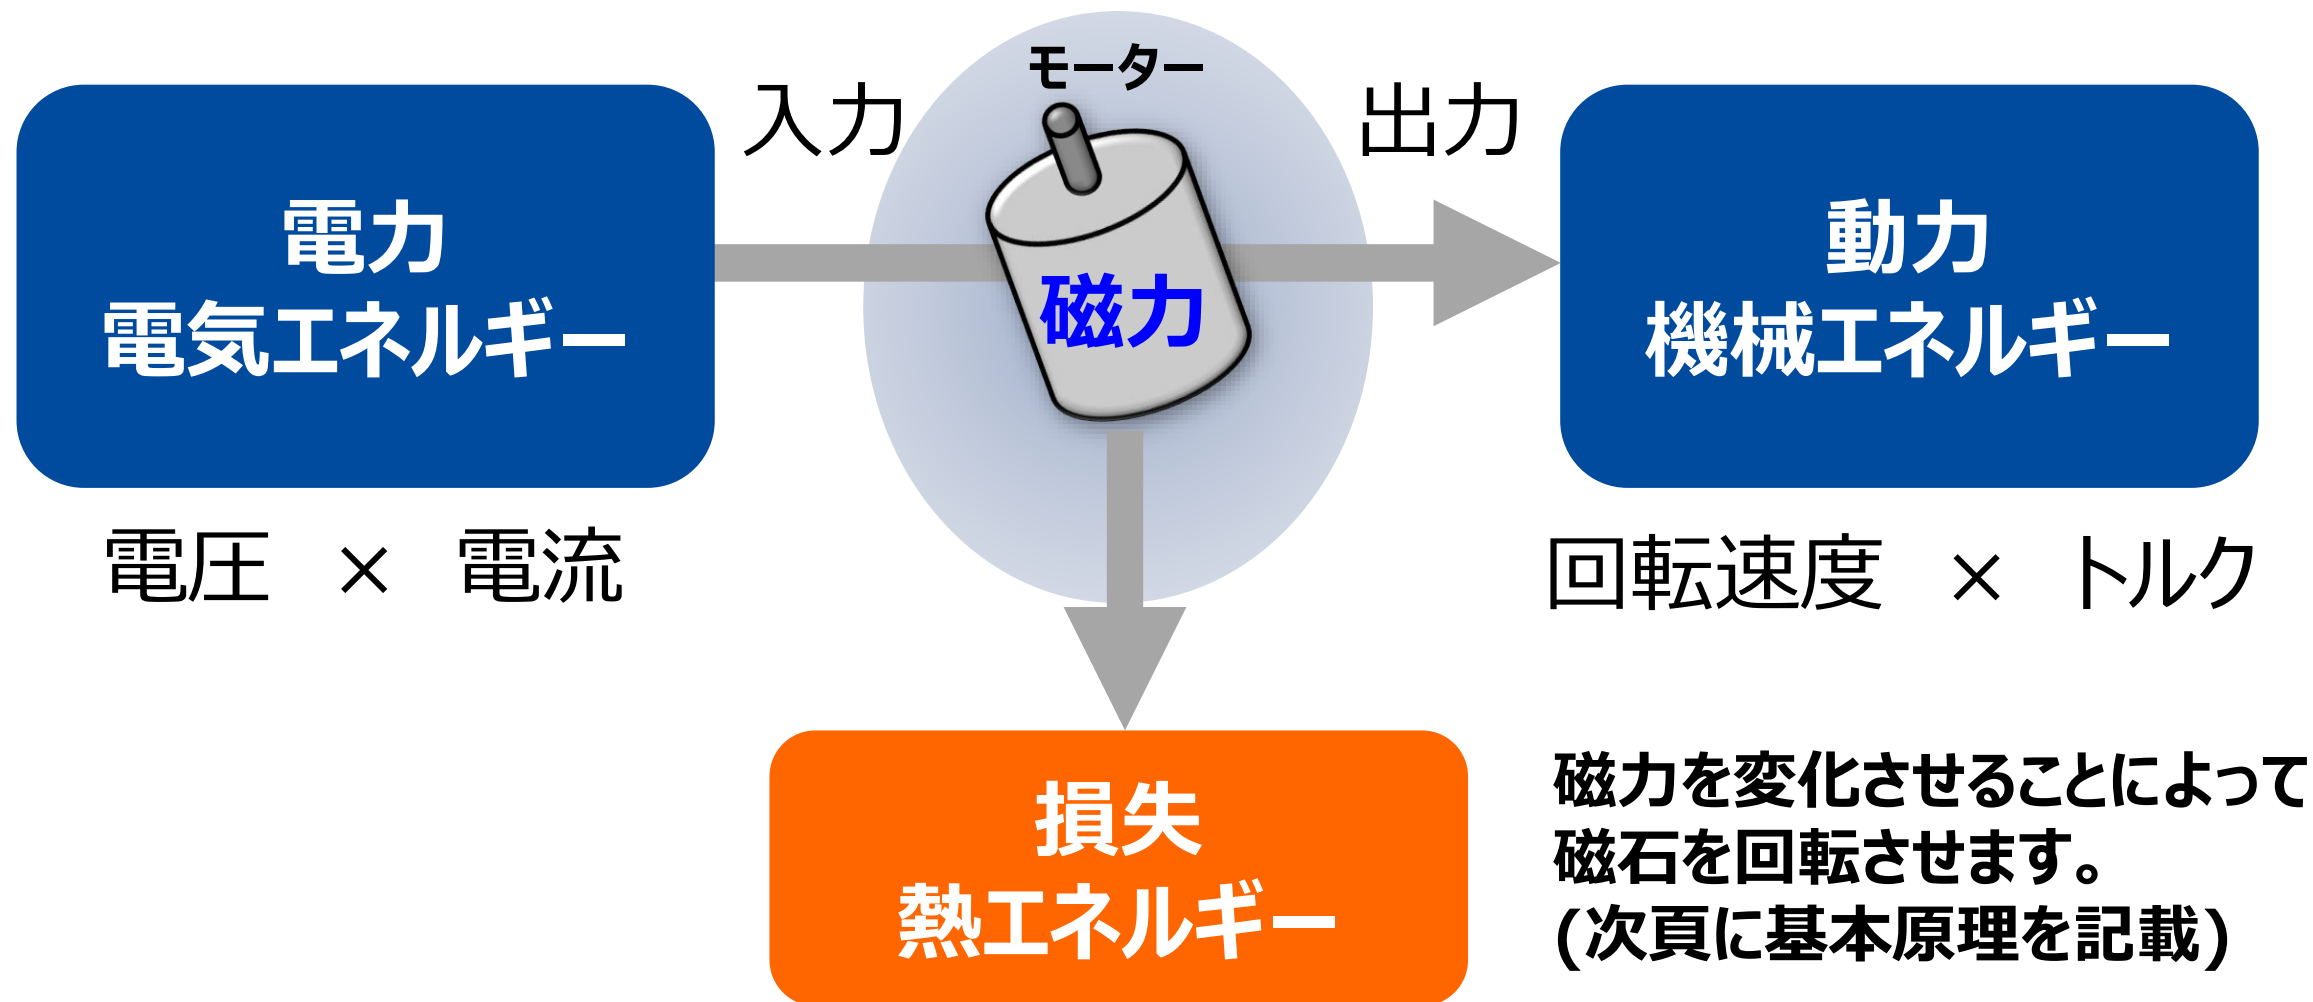 モーター
入力
出力
電力
電気エネルギー
磁力
動力
機械エネルギー
電圧 × 電流
回転速度 × トルク
損失
熱エネルギー
磁力を変化させることによって
磁石を回転させます。
(次頁に基本原理を記載)